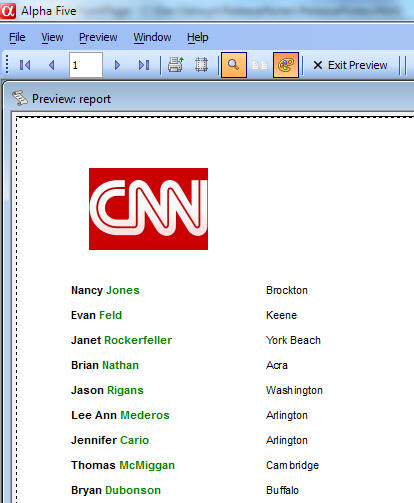 Alpha Five
File View Preview Window Help
1 Exit Preview
Preview: report
CNN
Nancy Jones Brockton
Evan Feld Keene
Janet Rockerfeller York Beach
Brian Nathan Acra
Jason Rigans Washington
Lee Ann Mederos Arlington
Jennifer Cario Arlington
Thomas McMiggan Cambridge
Bryan Dubonson Buffalo